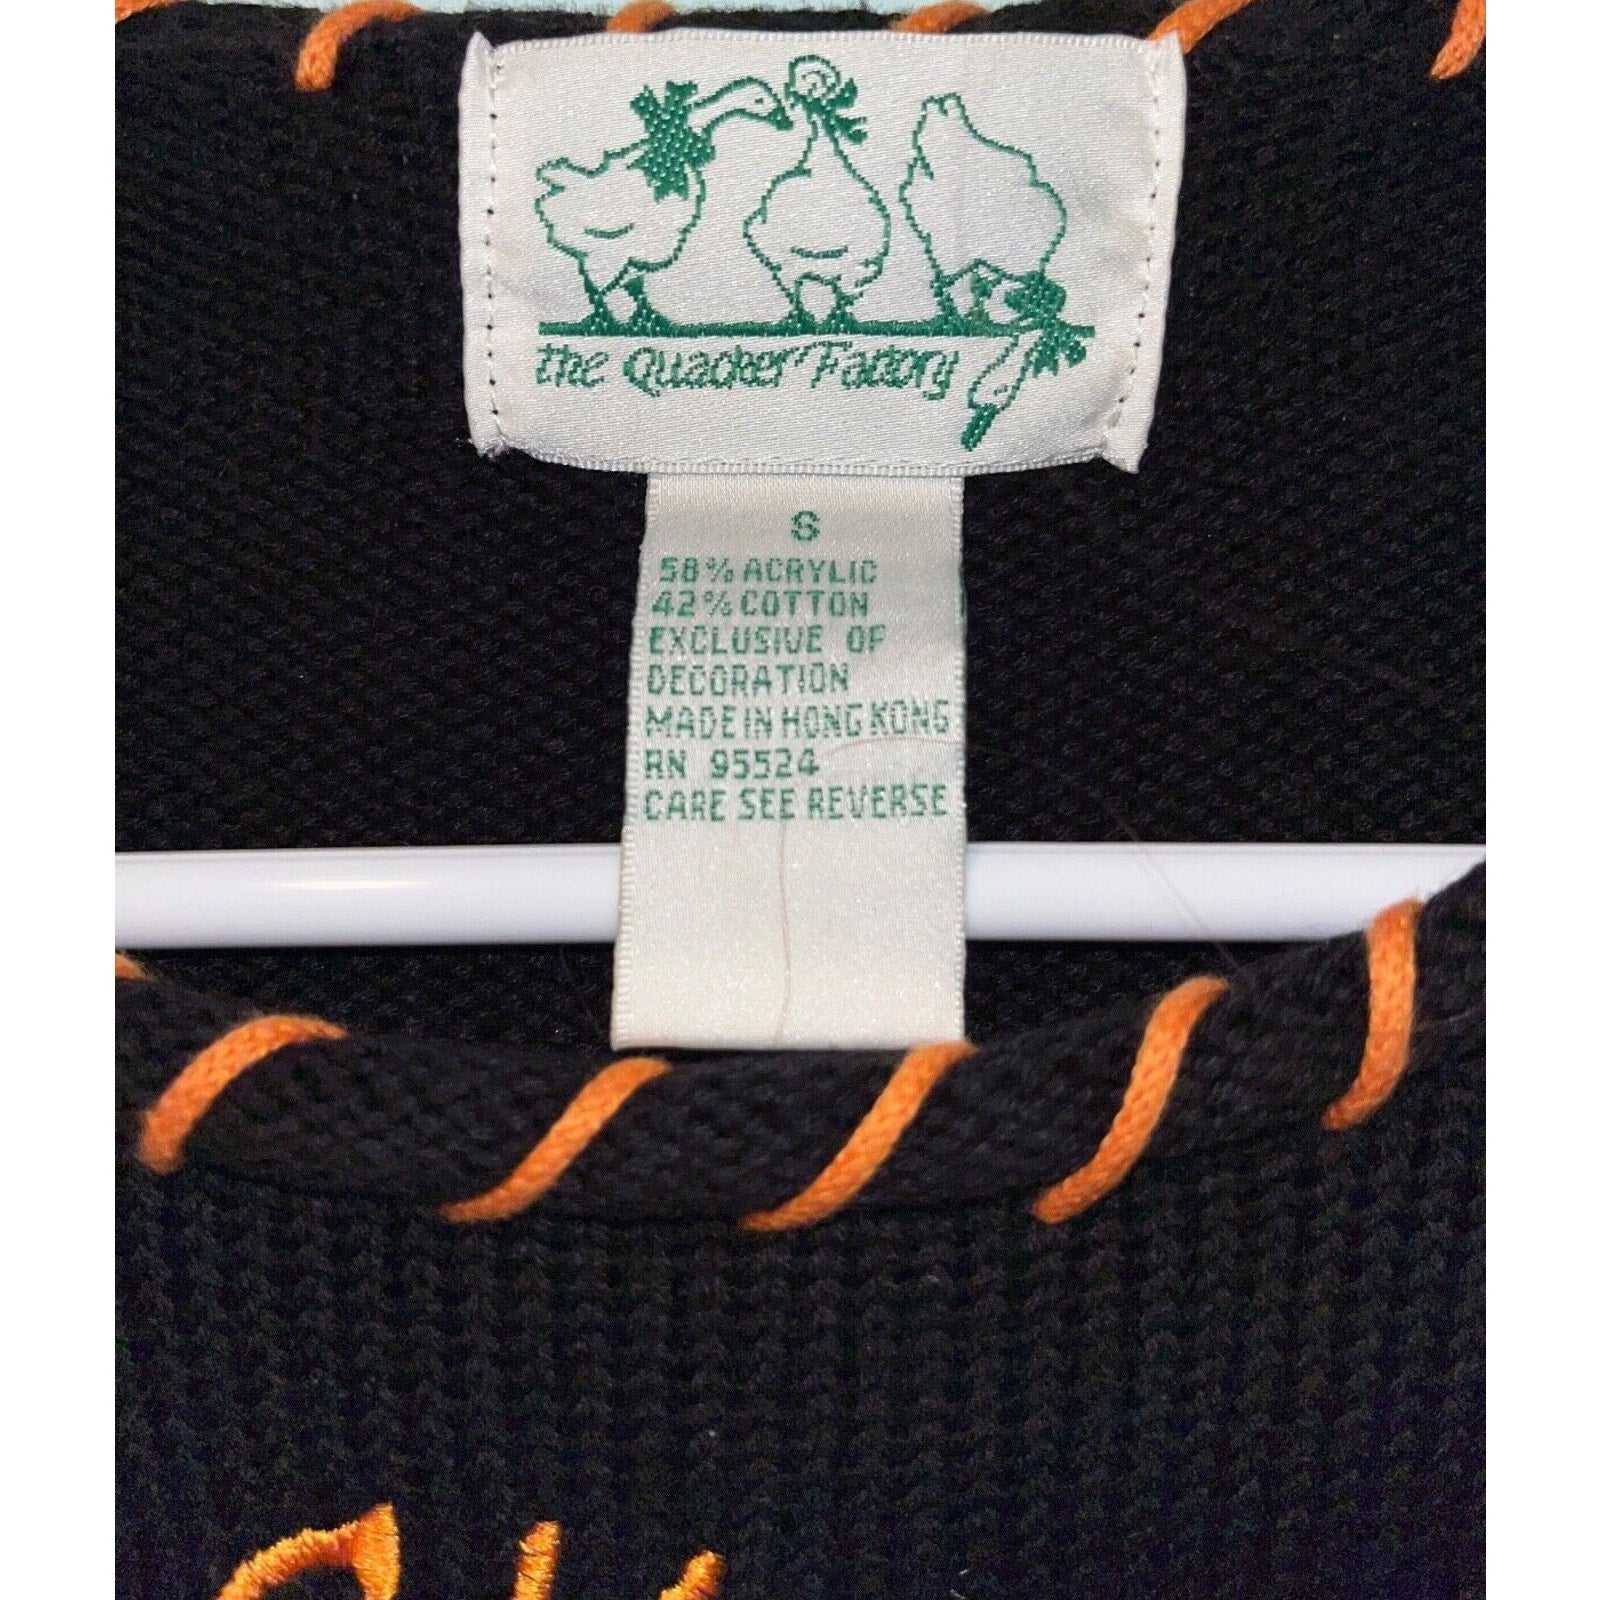 the Quacker Factory
S
58% ACRYLIC
42% COTTON
EXCLUSIVE OF
DECORATION
MADE IN HONG KONG
RN 95524
CARE SEE REVERSE